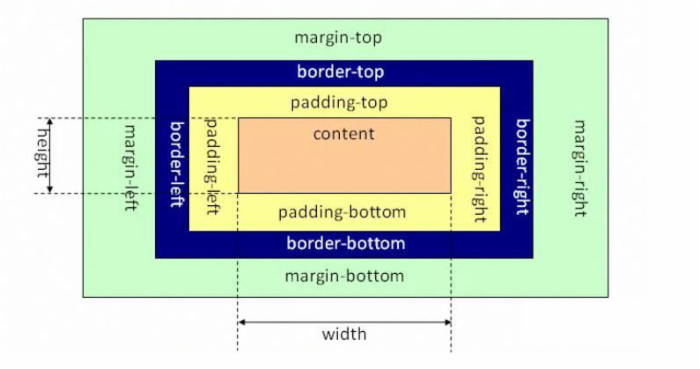 margin-top
border-top
padding-top
content
height
margin-left
border-left
padding-left
padding-right
border-right
margin-right
padding-bottom
border-bottom
margin-bottom
width